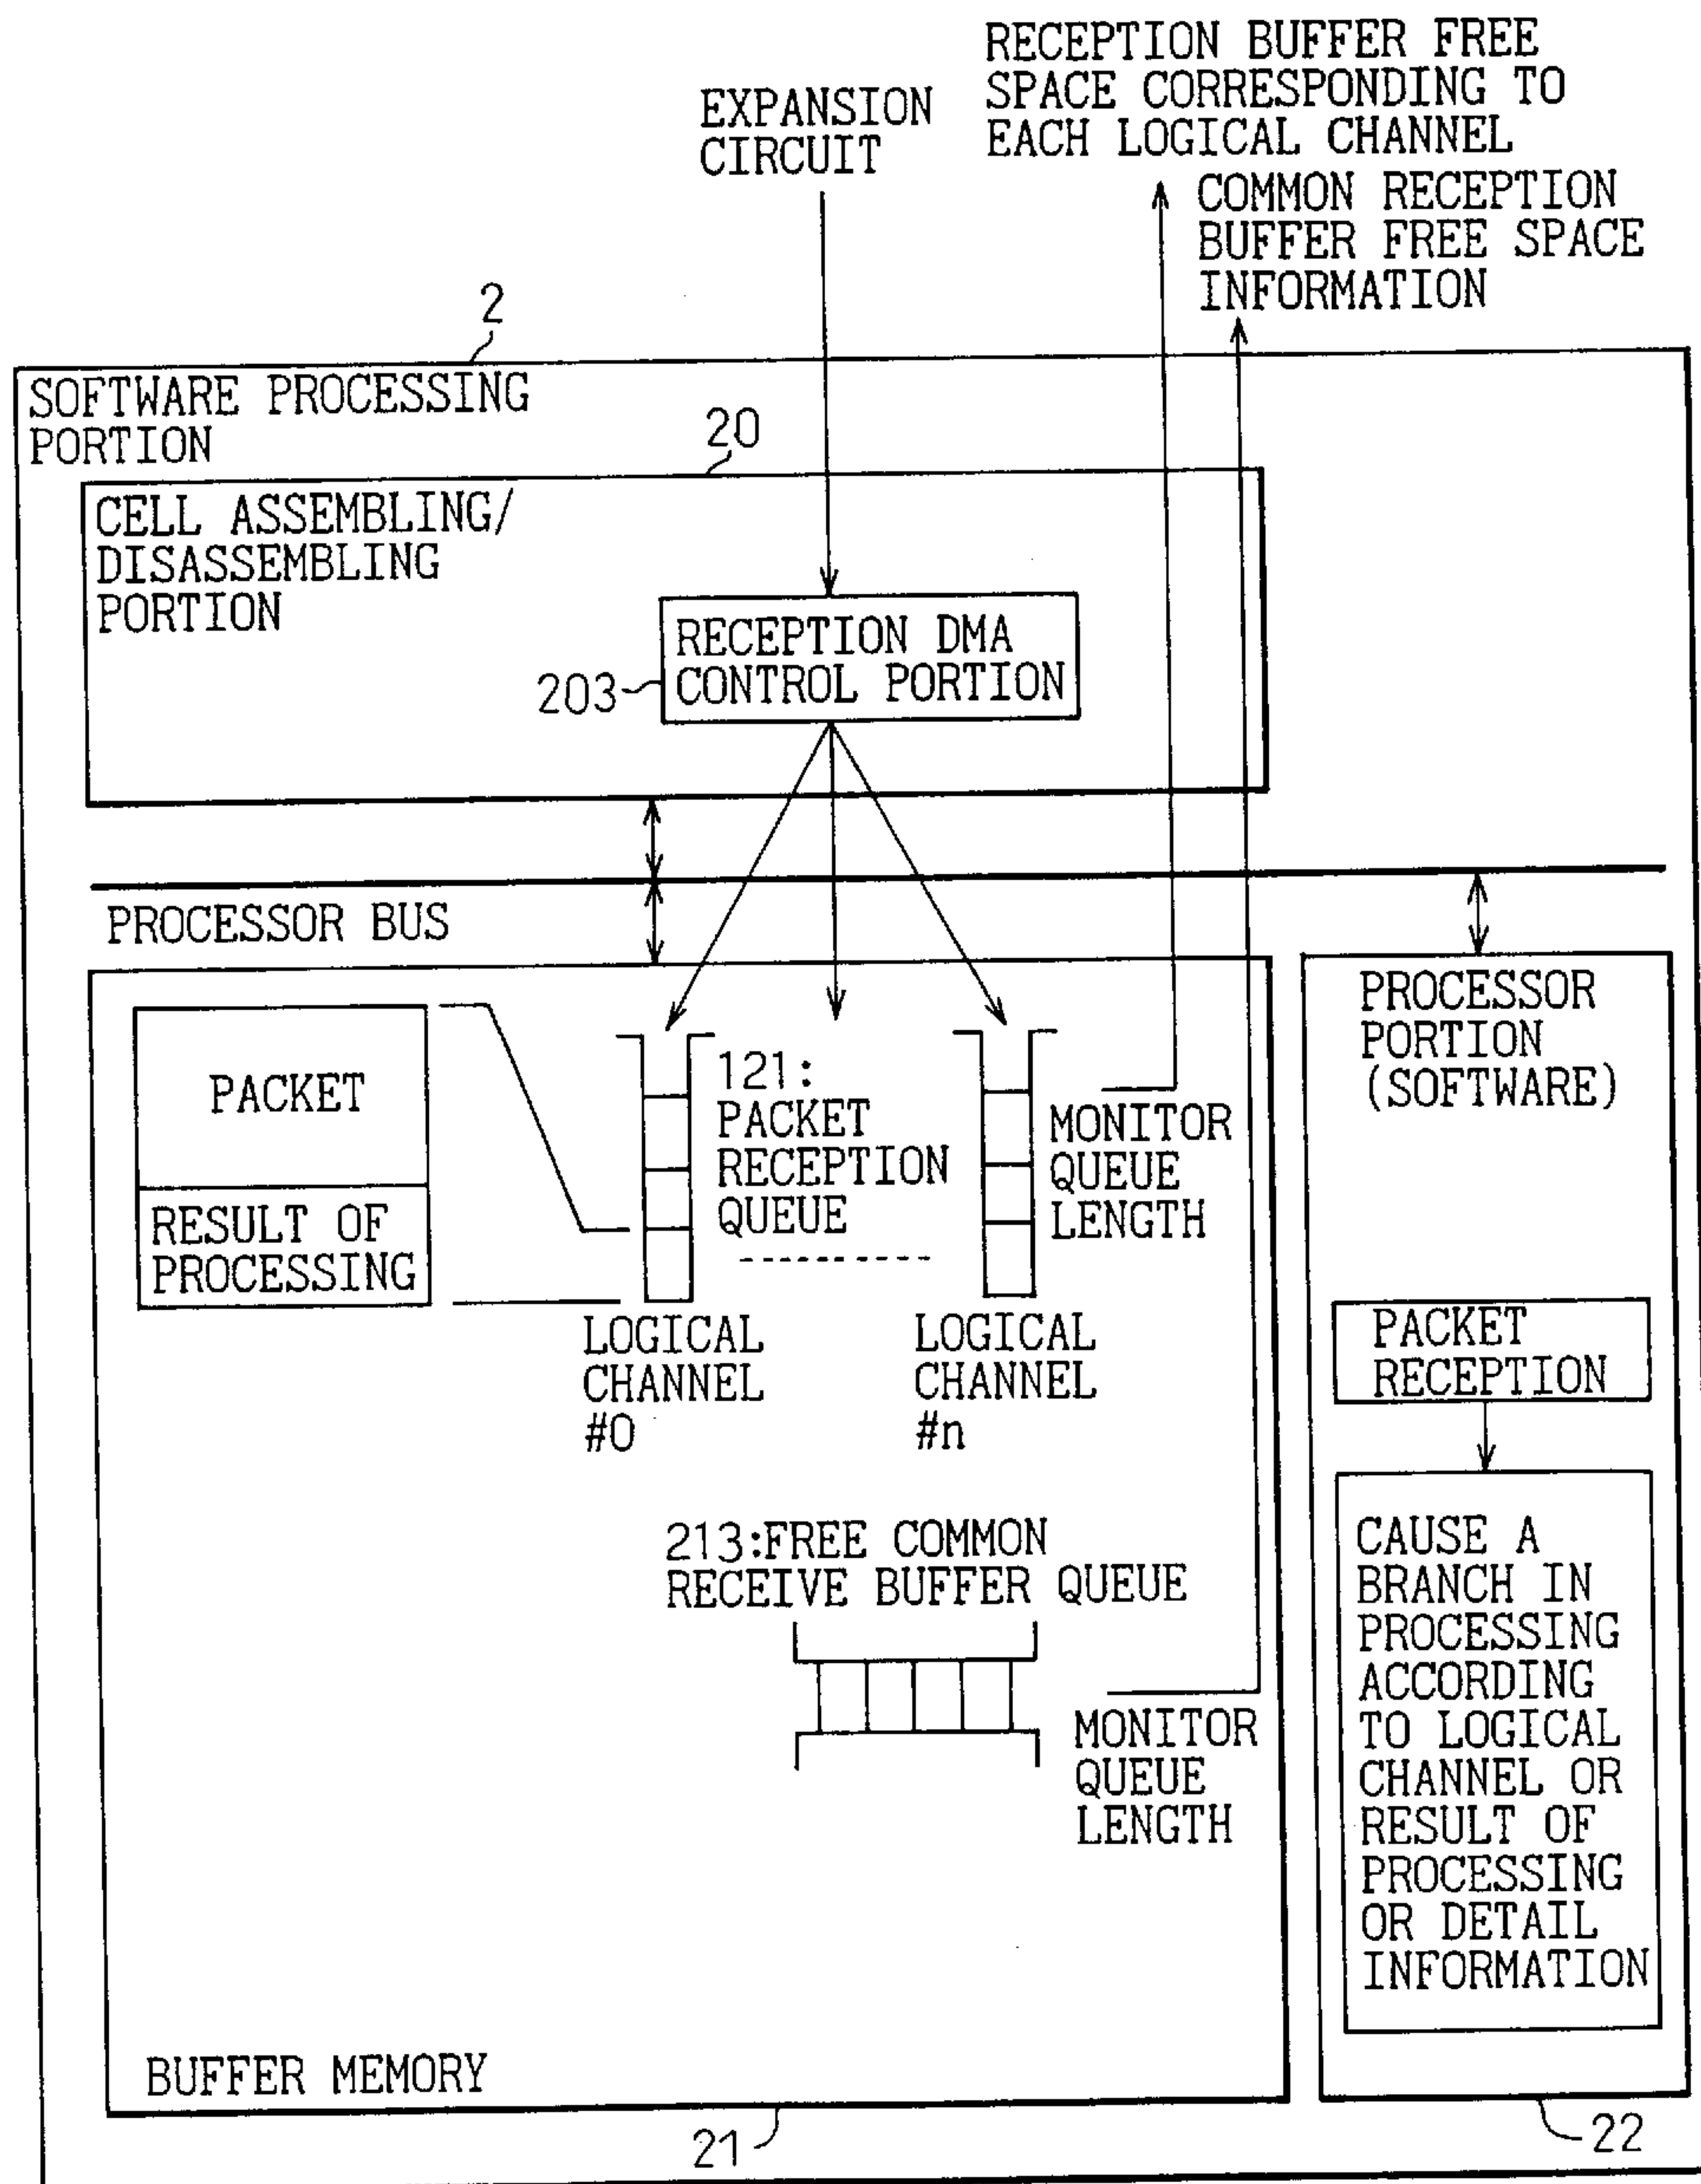 RECEPTION BUFFER FREE
SPACE CORRESPONDING TO
EACH LOGICAL CHANNEL
EXPANSION
CIRCUIT
COMMON RECEPTION
BUFFER FREE SPACE
INFORMATION
2
SOFTWARE PROCESSING
PORTION
20
CELL ASSEMBLING/
DISASSEMBLING
PORTION
RECEPTION DMA
CONTROL PORTION
203
PROCESSOR BUS
PACKET
RESULT OF
PROCESSING
121:
PACKET
RECEPTION
QUEUE
MONITOR
QUEUE
LENGTH
LOGICAL
CHANNEL
#0
LOGICAL
CHANNEL
#n
213:FREE COMMON
RECEIVE BUFFER QUEUE
MONITOR
QUEUE
LENGTH
BUFFER MEMORY
21
PROCESSOR
PORTION
(SOFTWARE)
PACKET
RECEPTION
CAUSE A
BRANCH IN
PROCESSING
ACCORDING
TO LOGICAL
CHANNEL OR
RESULT OF
PROCESSING
OR DETAIL
INFORMATION
22